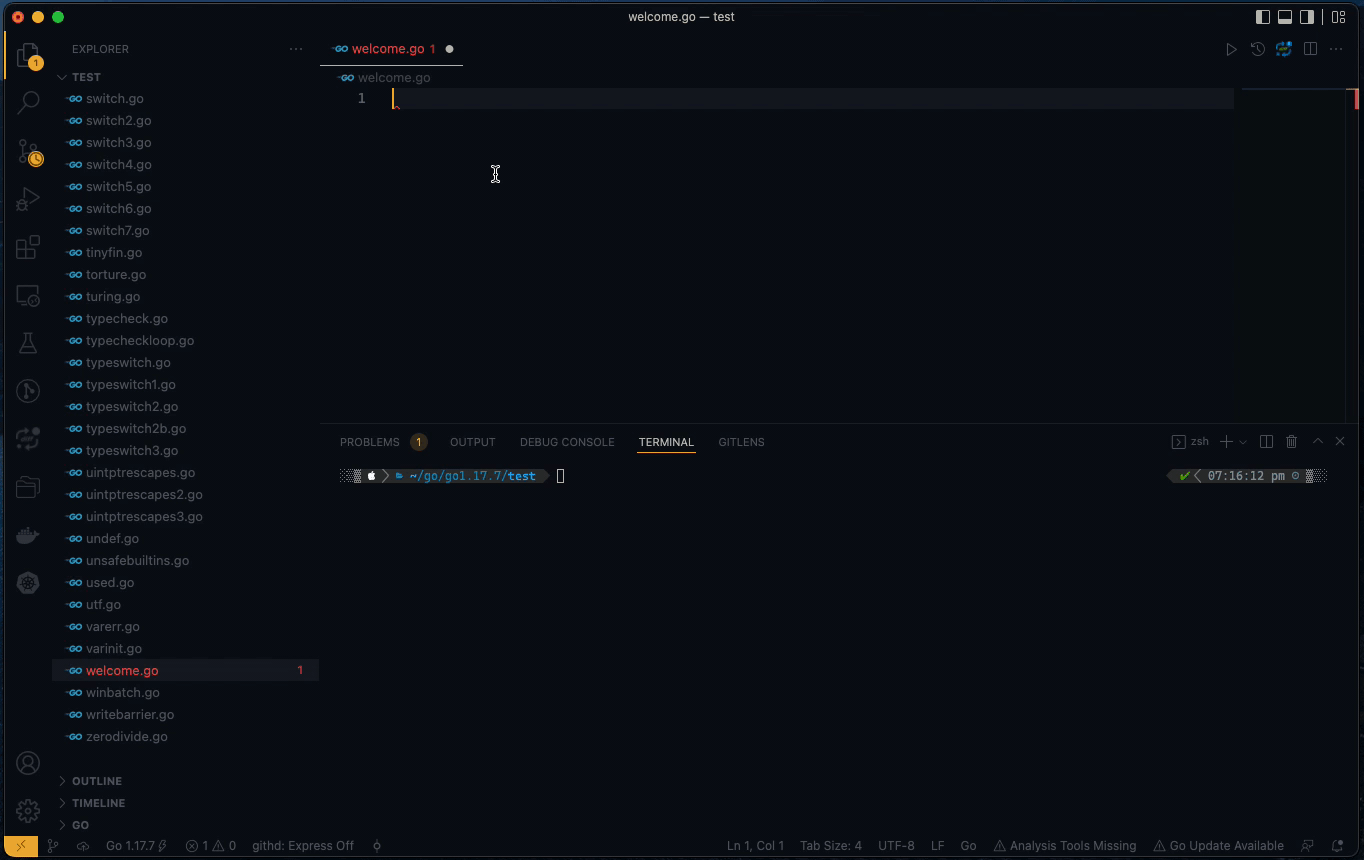 welcome.go — test
EXPLORER
TEST
switch.go
switch2.go
switch3.go
switch4.go
switch5.go
switch6.go
switch7.go
tinyfin.go
torture.go
turing.go
typecheck.go
typecheckloop.go
typeswitch.go
typeswitch1.go
typeswitch2.go
typeswitch2b.go
typeswitch3.go
uintptrescapes.go
uintptrescapes2.go
uintptrescapes3.go
undef.go
unsafebuiltins.go
used.go
utf.go
varerr.go
varinit.go
welcome.go 1
winbatch.go
writebarrier.go
zerodivide.go
OUTLINE
TIMELINE
GO
1
welcome.go 1
welcome.go
1
PROBLEMS 1 OUTPUT DEBUG CONSOLE TERMINAL GITLENS
zsh
~/go/go1.17.7/test
07:16:12 pm
Go 1.17.7 1 0 githd: Express Off
Ln 1, Col 1 Tab Size: 4 UTF-8 LF Go Analysis Tools Missing Go Update Available